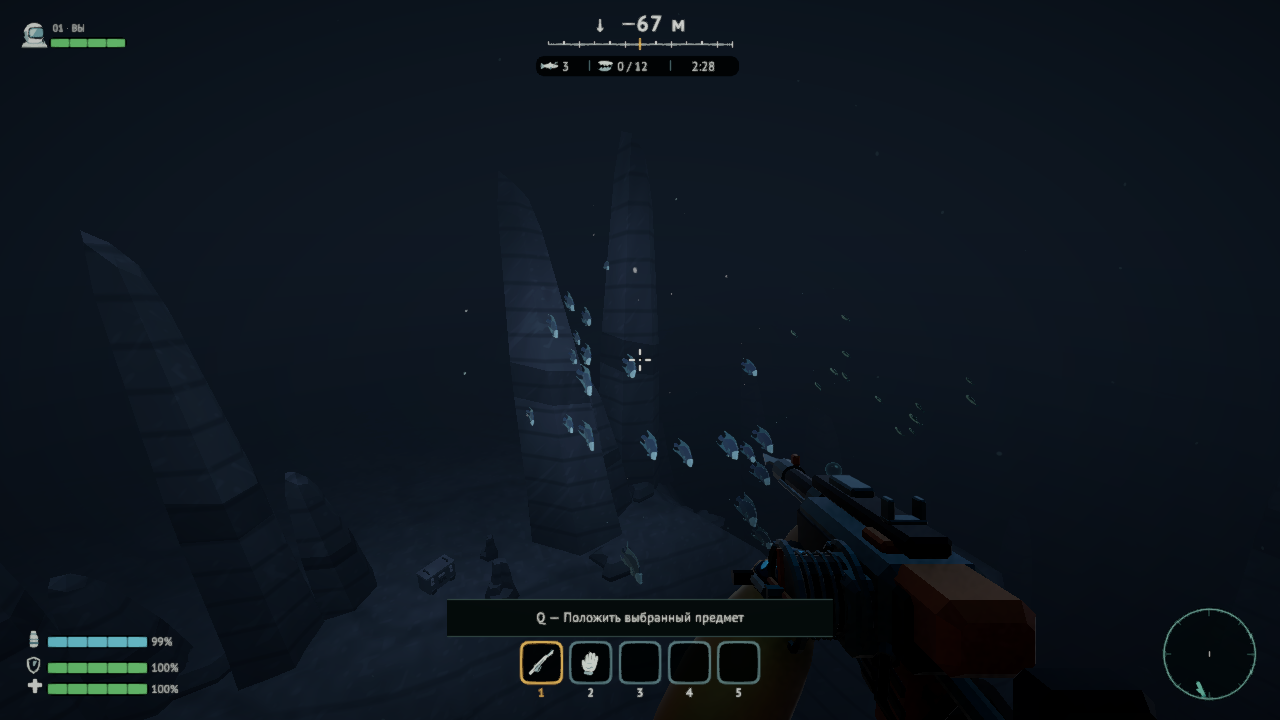 01 · ВЫ
−67 м
3 0 / 12 2:28
Q — Положить выбранный предмет
99%
100%
100%
1 2 3 4 5